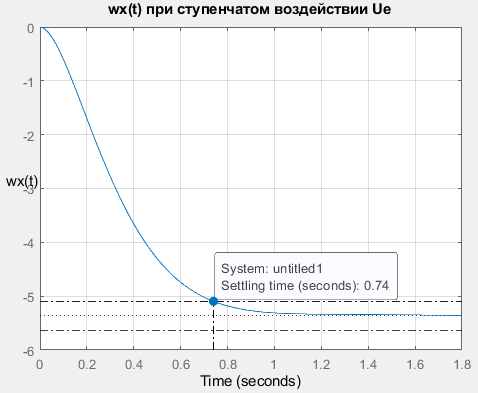 wx(t) при ступенчатом воздействии Ue
0
-1
-2
-3
wx(t)
-4
System: untitled1
Settling time (seconds): 0.74
-5
-6
0 0.2 0.4 0.6 0.8 1 1.2 1.4 1.6 1.8
Time (seconds)